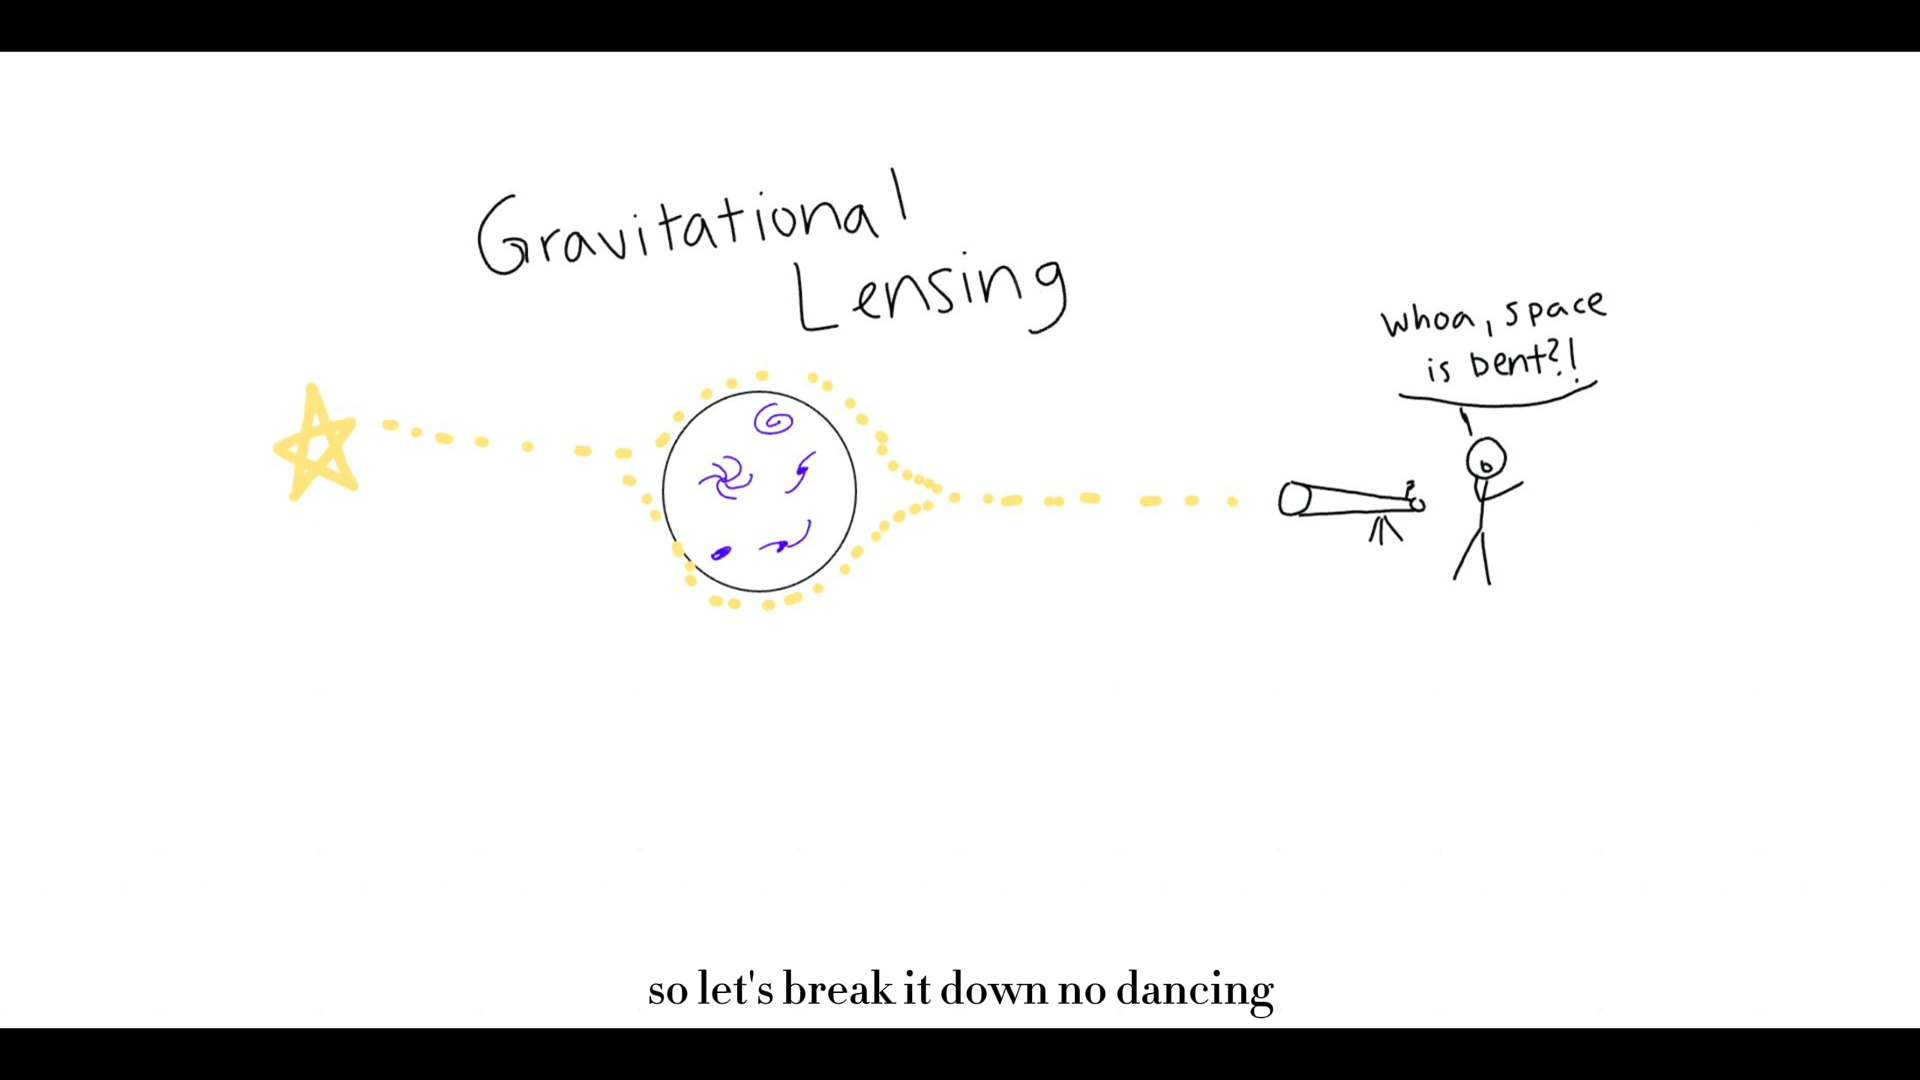 Gravitational
Lensing
whoa, space
is bent?!
so let's break it down no dancing